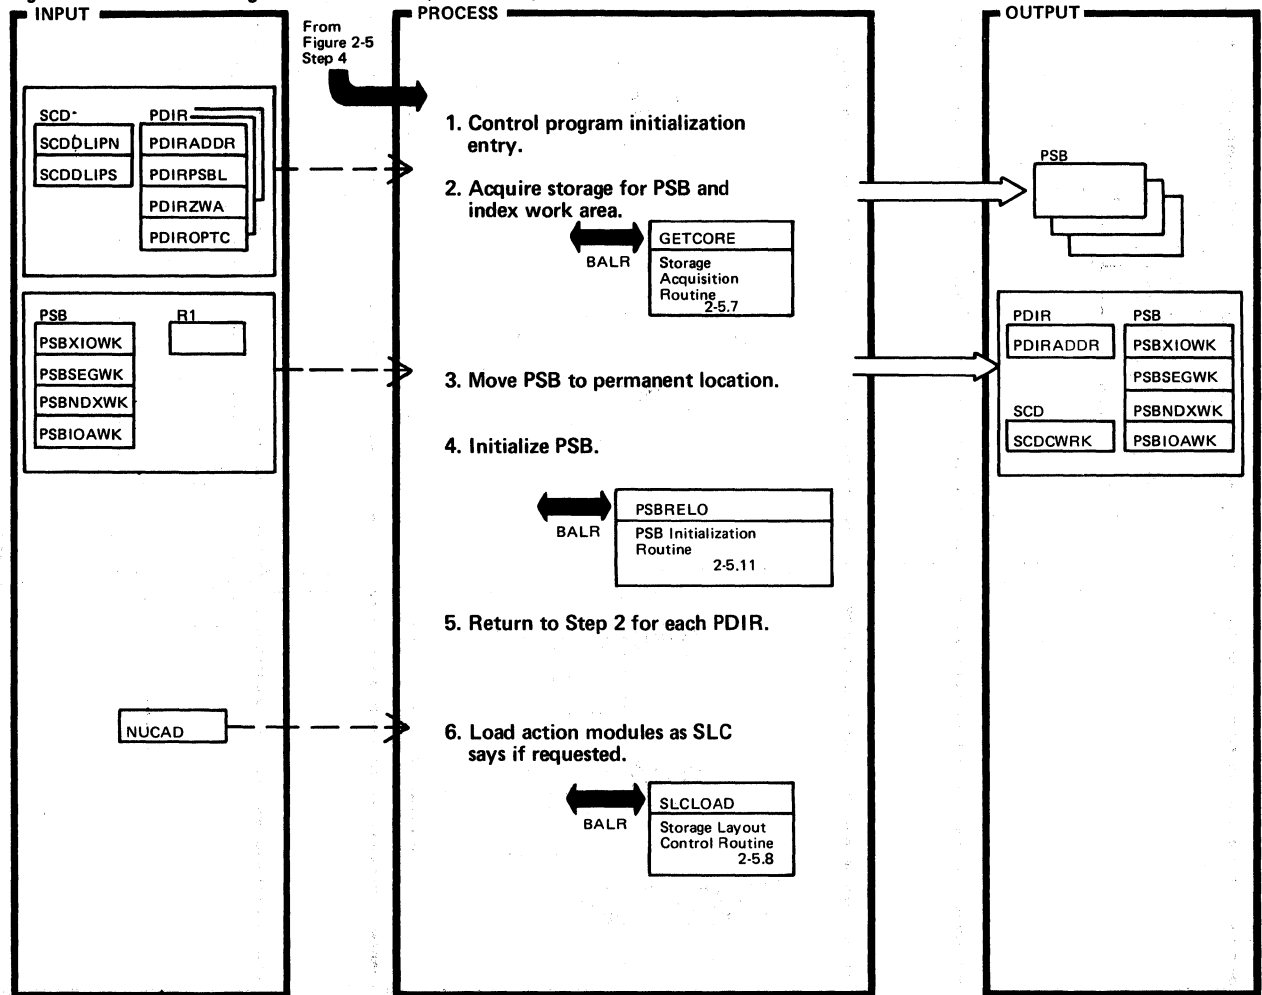 INPUT
From
Figure 2-5
Step 4
SCD
PDIR
SCDDLIPN
SCDDLIPS
PDIRADDR
PDIRPSBL
PDIRZWA
PDIROPTC
PSB
R1
PSBXIOWK
PSBSEGWK
PSBNDXWK
PSBIOAWK
NUCAD
PROCESS
1. Control program initialization
entry.
2. Acquire storage for PSB and
index work area.
BALR
GETCORE
Storage
Acquisition
Routine
2-5.7
3. Move PSB to permanent location.
4. Initialize PSB.
BALR
PSBRELO
PSB Initialization
Routine
2-5.11
5. Return to Step 2 for each PDIR.
6. Load action modules as SLC
says if requested.
BALR
SLCLOAD
Storage Layout
Control Routine
2-5.8
OUTPUT
PSB
PDIR
PDIRADDR
SCD
SCDCWRK
PSB
PSBXIOWK
PSBSEGWK
PSBNDXWK
PSBIOAWK